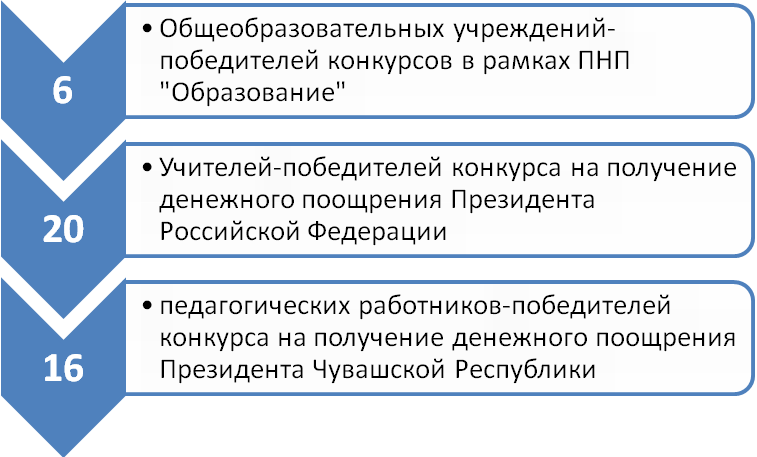 6
• Общеобразовательных учреждений-
победителей конкурсов в рамках ПНП
"Образование"
20
• Учителей-победителей конкурса на получение
денежного поощрения Президента
Российской Федерации
16
• педагогических работников-победителей
конкурса на получение денежного поощрения
Президента Чувашской Республики